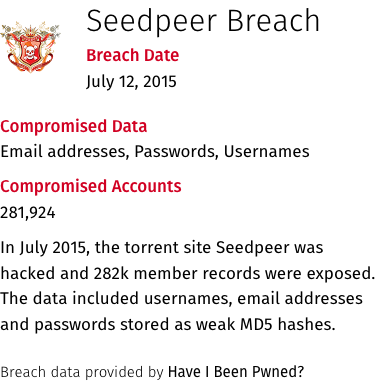 Seedpeer Breach
Breach Date
July 12, 2015
Compromised Data
Email addresses, Passwords, Usernames
Compromised Accounts
281,924
In July 2015, the torrent site Seedpeer was
hacked and 282k member records were exposed.
The data included usernames, email addresses
and passwords stored as weak MD5 hashes.
Breach data provided by Have I Been Pwned?